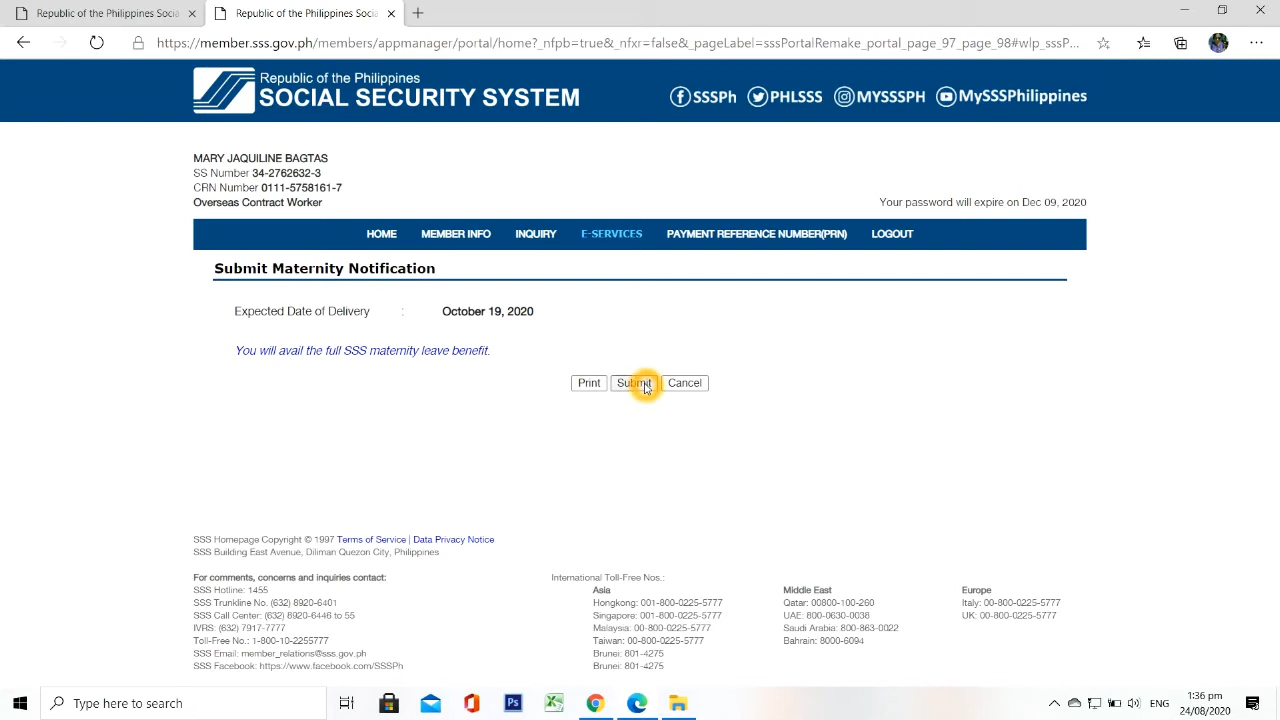 Republic of the Philippines Soc
Republic of the Philippines Soc
https://member.sss.gov.ph/members/appmanager/portal/home?_nfpb=true&_nfxr=false&_pageLabel=sssPortalRemake_portal_page_97_page_98#wlp_sssP...
Republic of the Philippines
SOCIAL SECURITY SYSTEM
SSSPh PHLSSS MYSSSPH MySSSPhilippines
MARY JAQUILINE BAGTAS
SS Number 34-2762632-3
CRN Number 0111-5758161-7
Overseas Contract Worker
Your password will expire on Dec 09, 2020
HOME MEMBER INFO INQUIRY E-SERVICES PAYMENT REFERENCE NUMBER(PRN) LOGOUT
Submit Maternity Notification
Expected Date of Delivery : October 19, 2020
You will avail the full SSS maternity leave benefit.
Print Submit Cancel
SSS Homepage Copyright © 1997 Terms of Service | Data Privacy Notice
SSS Building East Avenue, Diliman Quezon City, Philippines
For comments, concerns and inquiries contact:
SSS Hotline: 1455
SSS Trunkline No. (632) 8920-6401
SSS Call Center: (632) 8920-6446 to 55
IVRS: (632) 7917-7777
Toll-Free No.: 1-800-10-2255777
SSS Email: member_relations@sss.gov.ph
SSS Facebook: https://www.facebook.com/SSSPh
International Toll-Free Nos.:
Asia
Hongkong: 001-800-0225-5777
Singapore: 001-800-0225-5777
Malaysia: 00-800-0225-5777
Taiwan: 00-800-0225-5777
Brunei: 801-4275
Brunei: 801-4275
Middle East
Qatar: 00800-100-260
UAE: 800-0630-0038
Saudi Arabia: 800-863-0022
Bahrain: 8000-6094
Europe
Italy: 00-800-0225-5777
UK: 00-800-0225-5777
Type here to search
ENG
1:36 pm
24/08/2020